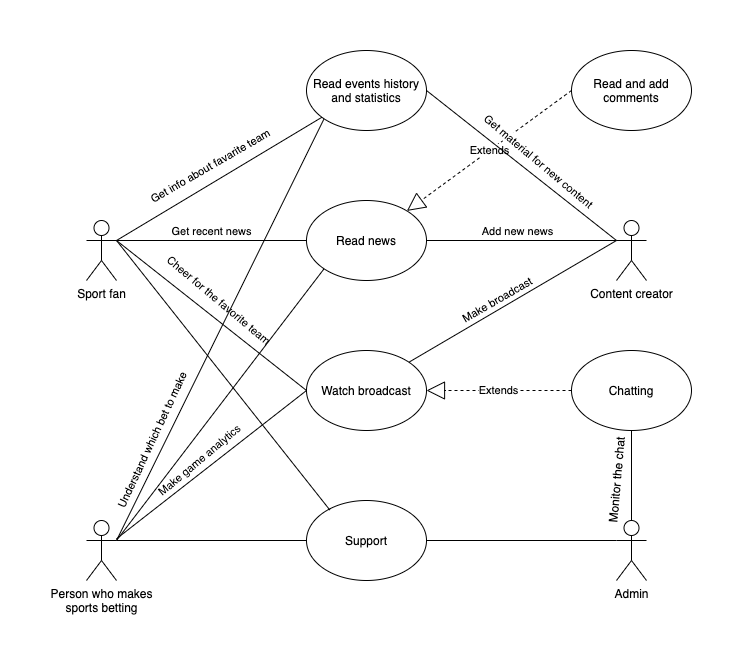 Read events history
and statistics
Read and add
comments
Get material for new content
Get info about favarite team
Extends
Get recent news
Read news
Add new news
Sport fan
Content creator
Cheer for the favorite team
Make broadcast
Watch broadcast
Extends
Chatting
Understand which bet to make
Make game analytics
Monitor the chat
Support
Person who makes
sports betting
Admin